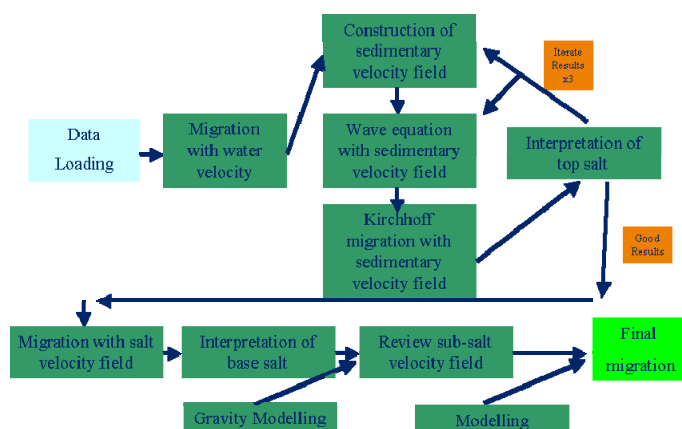 Construction of
sedimentary
velocity field
Iterate
Results
x3
Data
Loading
Migration
with water
velocity
Wave equation
with sedimentary
velocity field
Interpretation of
top salt
Kirchhoff
migration with
sedimentary
velocity field
Good
Results
Migration with salt
velocity field
Interpretation of
base salt
Review sub-salt
velocity field
Final
migration
Gravity Modelling
Modelling